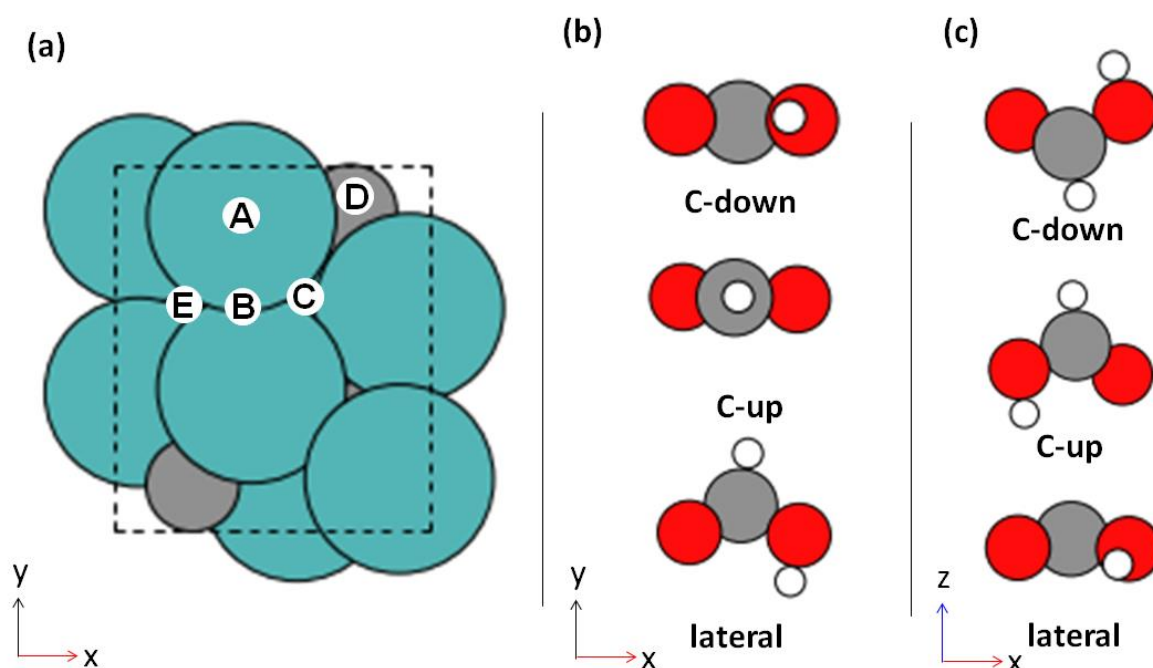 (a)
A
D
E
B
C
y
x
(b)
C-down
C-up
lateral
y
x
(c)
C-down
C-up
lateral
z
x